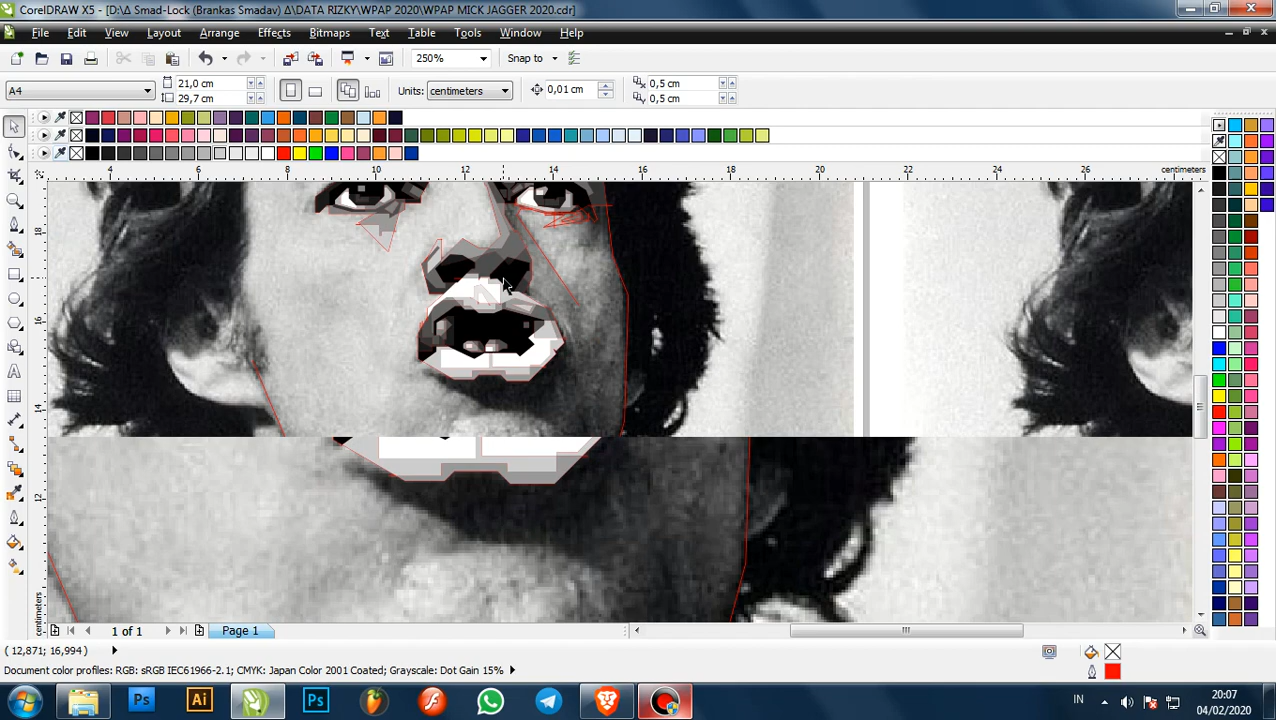 CorelDRAW X5 - [D:\Δ Smad-Lock (Brankas Smadav) Δ\DATA RIZKY\WPAP 2020\WPAP MICK JAGGER 2020.cdr]
File Edit View Layout Arrange Effects Bitmaps Text Table Tools Window Help
250% Snap to
A4 21,0 cm 29,7 cm Units: centimeters 0,01 cm 0,5 cm 0,5 cm
4 6 8 10 12 14 16 18 20 22 24 26 centimeters
18
16
14
12
centimeters
1 of 1 Page 1
( 12,871; 16,994 )
Document color profiles: RGB: sRGB IEC61966-2.1; CMYK: Japan Color 2001 Coated; Grayscale: Dot Gain 15%
Ps Ai Ps IN 20:07
04/02/2020